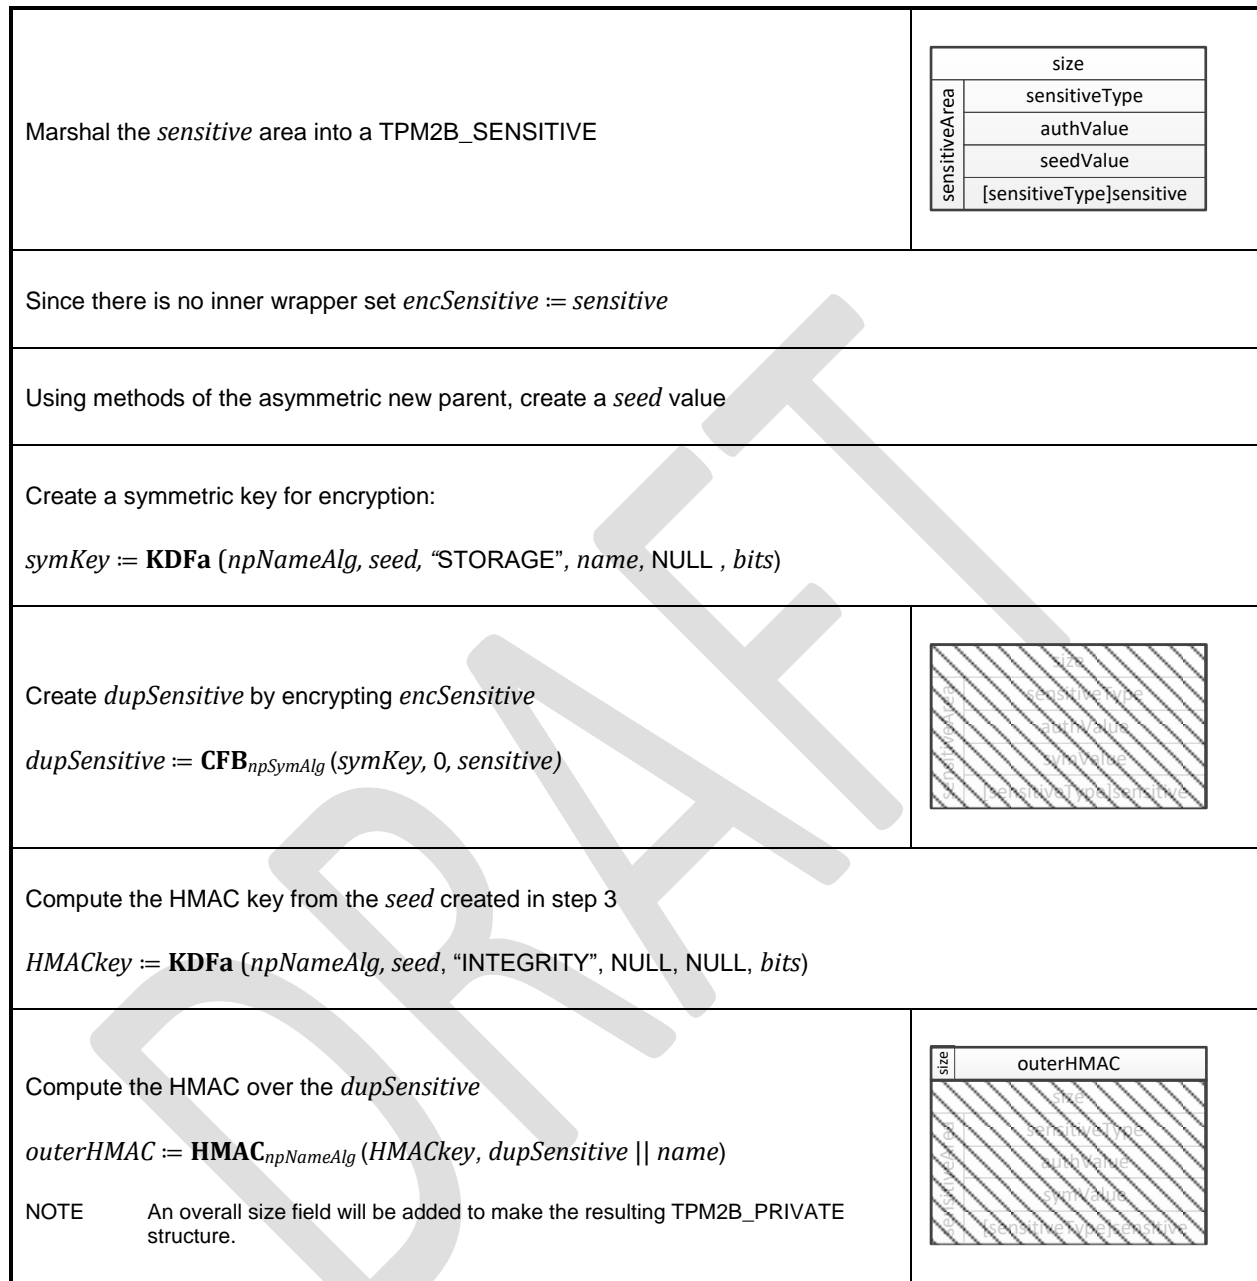 Marshal the sensitive area into a TPM2B_SENSITIVE
size
sensitiveArea
sensitiveType
authValue
seedValue
[sensitiveType]sensitive
Since there is no inner wrapper set encSensitive ≔ sensitive
Using methods of the asymmetric new parent, create a seed value
Create a symmetric key for encryption:
symKey ≔ KDFa (npNameAlg, seed, “STORAGE”, name, NULL , bits)
Create dupSensitive by encrypting encSensitive
dupSensitive ≔ CFBnpSymAlg (symKey, 0, sensitive)
size
sensitiveArea
sensitiveType
authValue
symValue
[sensitiveType]sensitive
Compute the HMAC key from the seed created in step 3
HMACkey ≔ KDFa (npNameAlg, seed, “INTEGRITY”, NULL, NULL, bits)
Compute the HMAC over the dupSensitive
outerHMAC ≔ HMACnpNameAlg (HMACkey, dupSensitive || name)
NOTE An overall size field will be added to make the resulting TPM2B_PRIVATE
structure.
size
outerHMAC
size
sensitiveArea
sensitiveType
authValue
symValue
[sensitiveType]sensitive
DRAFT